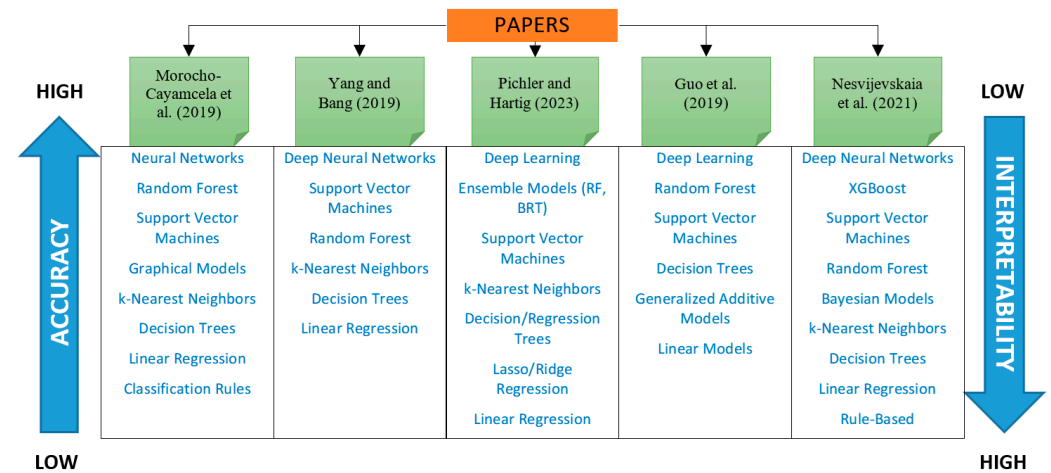 PAPERS
HIGH
ACCURACY
LOW
Morocho-
Cayamcela et
al. (2019)
Neural Networks
Random Forest
Support Vector
Machines
Graphical Models
k-Nearest Neighbors
Decision Trees
Linear Regression
Classification Rules
Yang and
Bang (2019)
Deep Neural Networks
Support Vector
Machines
Random Forest
k-Nearest Neighbors
Decision Trees
Linear Regression
Pichler and
Hartig (2023)
Deep Learning
Ensemble Models (RF,
BRT)
Support Vector
Machines
k-Nearest Neighbors
Decision/Regression
Trees
Lasso/Ridge
Regression
Linear Regression
Guo et al.
(2019)
Deep Learning
Random Forest
Support Vector
Machines
Decision Trees
Generalized Additive
Models
Linear Models
Nesvijevskaia
et al. (2021)
Deep Neural Networks
XGBoost
Support Vector
Machines
Random Forest
Bayesian Models
k-Nearest Neighbors
Decision Trees
Linear Regression
Rule-Based
LOW
INTERPRETABILITY
HIGH